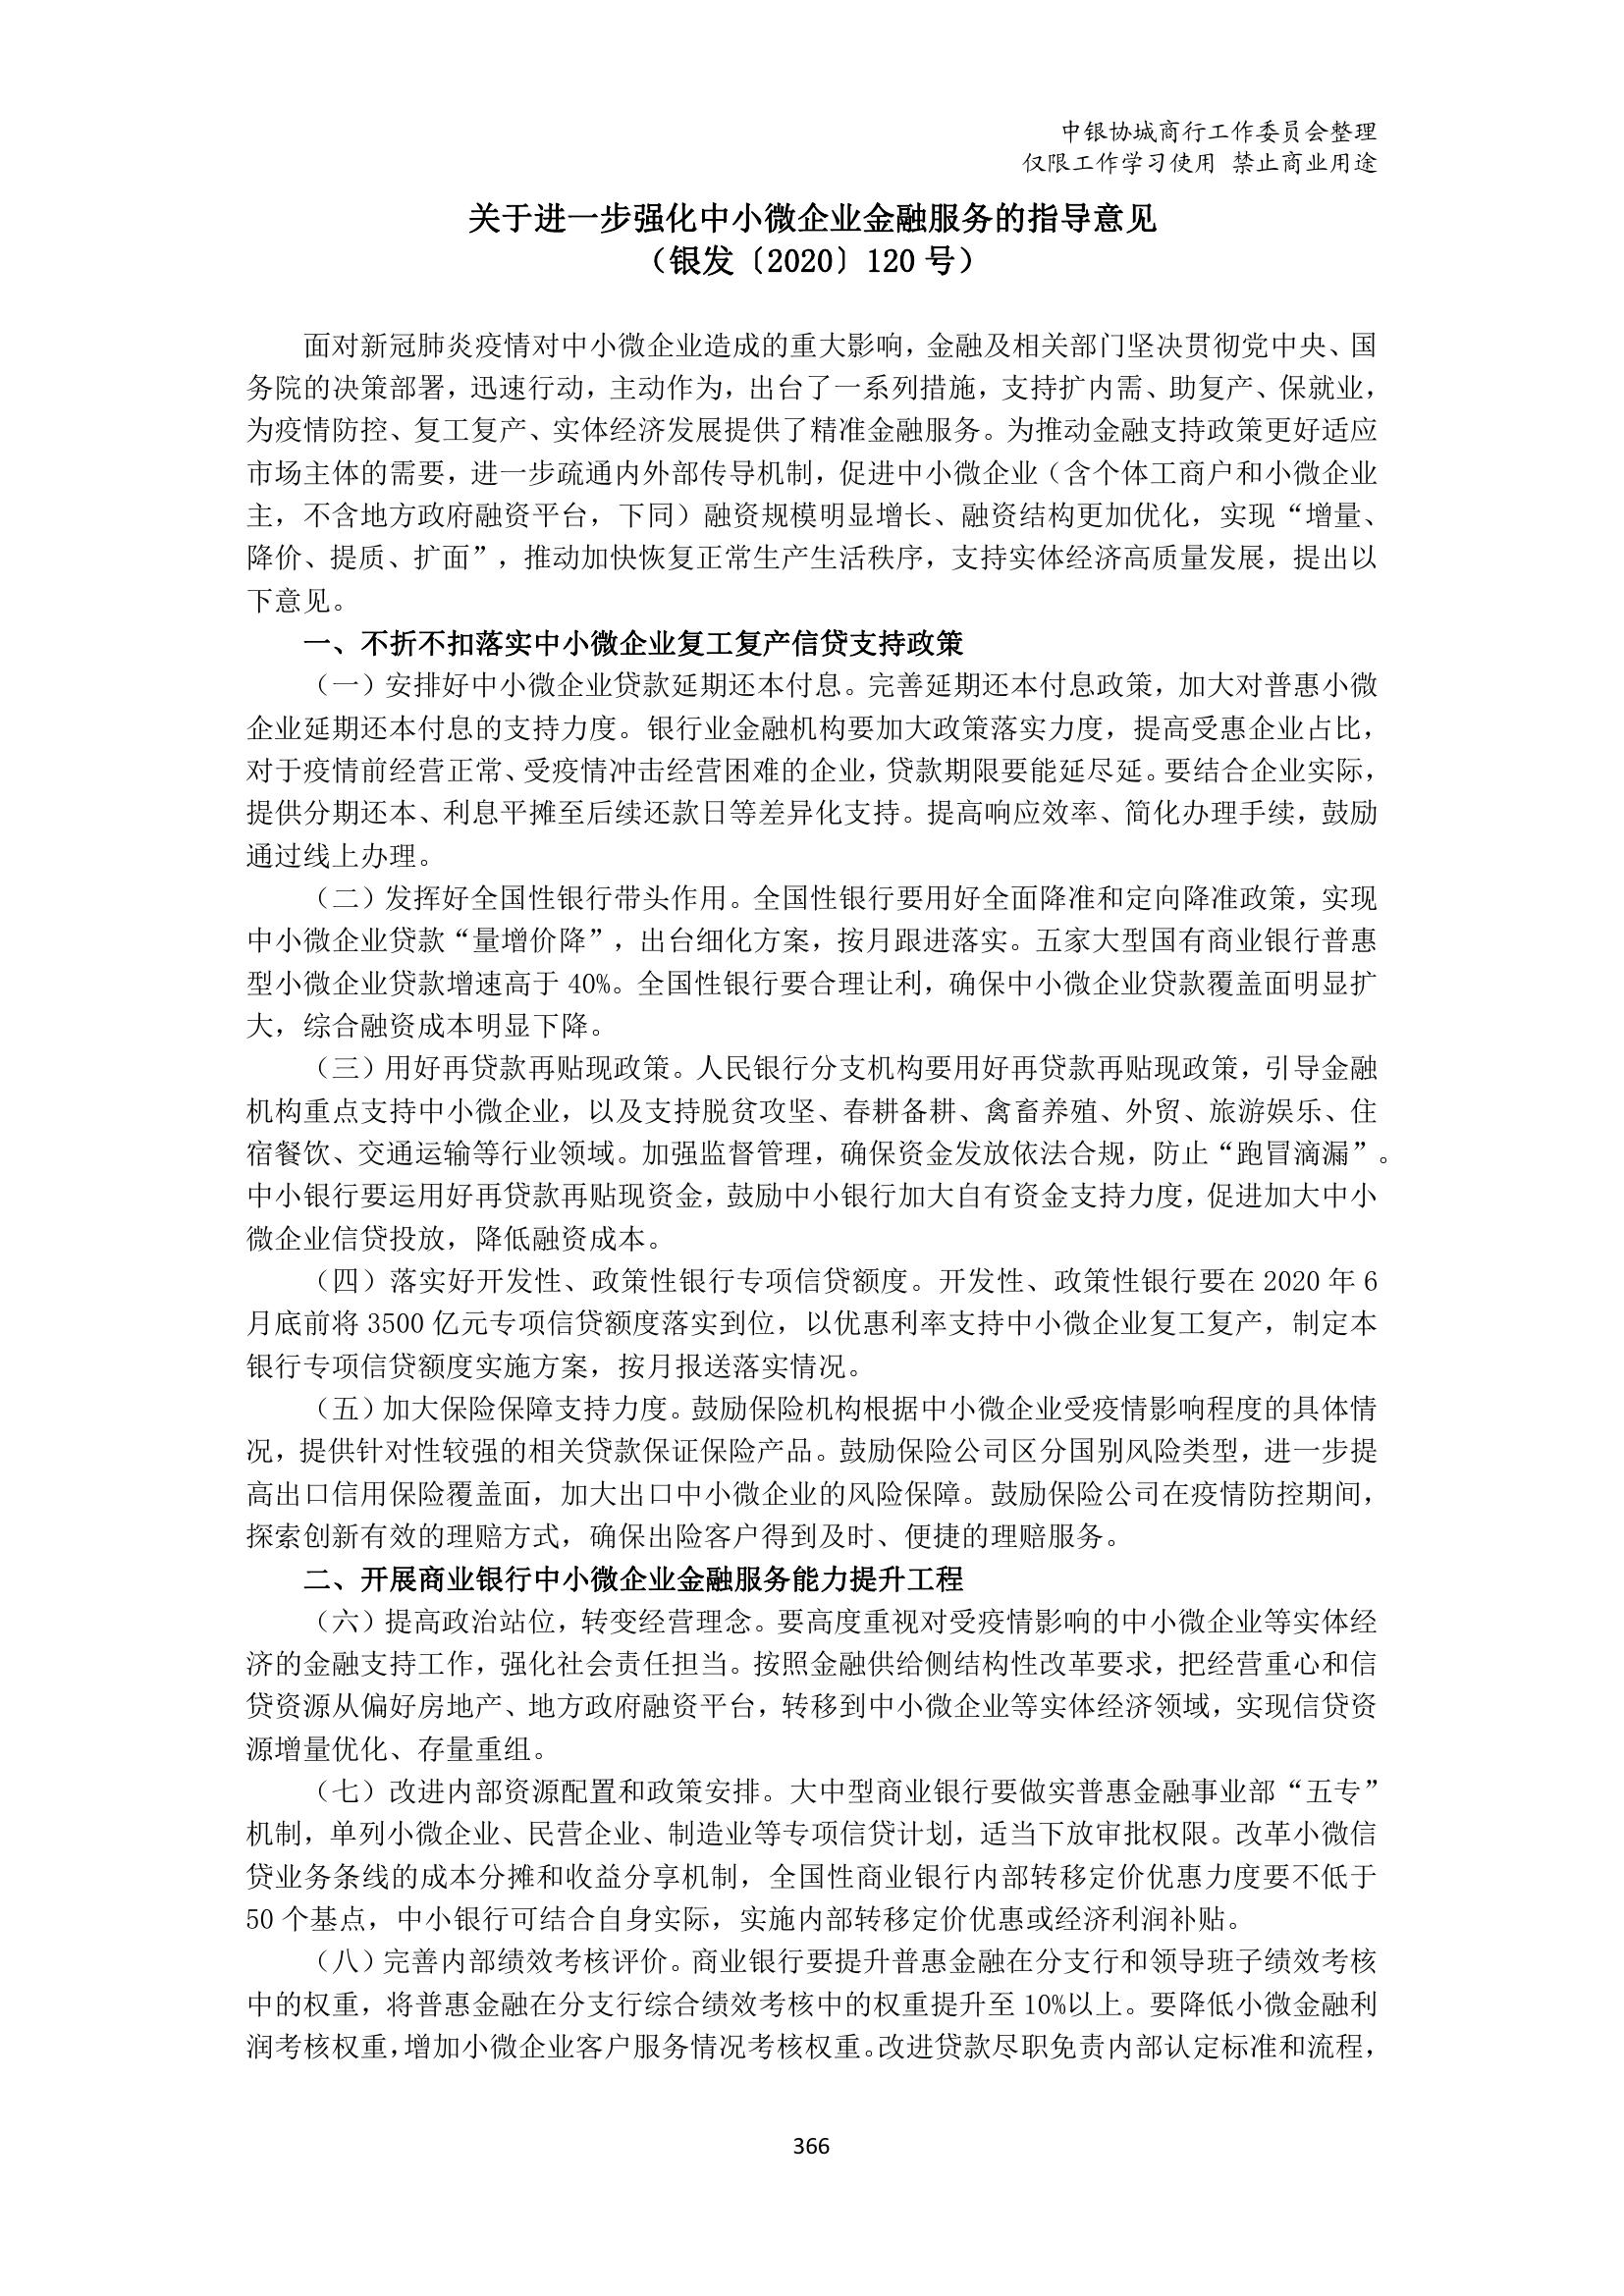 中银协城商行工作委员会整理
仅限工作学习使用 禁止商业用途
关于进一步强化中小微企业金融服务的指导意见
（银发〔2020〕120 号）
面对新冠肺炎疫情对中小微企业造成的重大影响，金融及相关部门坚决贯彻党中央、国
务院的决策部署，迅速行动，主动作为，出台了一系列措施，支持扩内需、助复产、保就业，
为疫情防控、复工复产、实体经济发展提供了精准金融服务。为推动金融支持政策更好适应
市场主体的需要，进一步疏通内外部传导机制，促进中小微企业（含个体工商户和小微企业
主，不含地方政府融资平台，下同）融资规模明显增长、融资结构更加优化，实现“增量、
降价、提质、扩面”，推动加快恢复正常生产生活秩序，支持实体经济高质量发展，提出以
下意见。
一、不折不扣落实中小微企业复工复产信贷支持政策
（一）安排好中小微企业贷款延期还本付息。完善延期还本付息政策，加大对普惠小微
企业延期还本付息的支持力度。银行业金融机构要加大政策落实力度，提高受惠企业占比，
对于疫情前经营正常、受疫情冲击经营困难的企业，贷款期限要能延尽延。要结合企业实际，
提供分期还本、利息平摊至后续还款日等差异化支持。提高响应效率、简化办理手续，鼓励
通过线上办理。
（二）发挥好全国性银行带头作用。全国性银行要用好全面降准和定向降准政策，实现
中小微企业贷款“量增价降”，出台细化方案，按月跟进落实。五家大型国有商业银行普惠
型小微企业贷款增速高于 40%。全国性银行要合理让利，确保中小微企业贷款覆盖面明显扩
大，综合融资成本明显下降。
（三）用好再贷款再贴现政策。人民银行分支机构要用好再贷款再贴现政策，引导金融
机构重点支持中小微企业，以及支持脱贫攻坚、春耕备耕、禽畜养殖、外贸、旅游娱乐、住
宿餐饮、交通运输等行业领域。加强监督管理，确保资金发放依法合规，防止“跑冒滴漏”。
中小银行要运用好再贷款再贴现资金，鼓励中小银行加大自有资金支持力度，促进加大中小
微企业信贷投放，降低融资成本。
（四）落实好开发性、政策性银行专项信贷额度。开发性、政策性银行要在 2020 年 6
月底前将 3500 亿元专项信贷额度落实到位，以优惠利率支持中小微企业复工复产，制定本
银行专项信贷额度实施方案，按月报送落实情况。
（五）加大保险保障支持力度。鼓励保险机构根据中小微企业受疫情影响程度的具体情
况，提供针对性较强的相关贷款保证保险产品。鼓励保险公司区分国别风险类型，进一步提
高出口信用保险覆盖面，加大出口中小微企业的风险保障。鼓励保险公司在疫情防控期间，
探索创新有效的理赔方式，确保出险客户得到及时、便捷的理赔服务。
二、开展商业银行中小微企业金融服务能力提升工程
（六）提高政治站位，转变经营理念。要高度重视对受疫情影响的中小微企业等实体经
济的金融支持工作，强化社会责任担当。按照金融供给侧结构性改革要求，把经营重心和信
贷资源从偏好房地产、地方政府融资平台，转移到中小微企业等实体经济领域，实现信贷资
源增量优化、存量重组。
（七）改进内部资源配置和政策安排。大中型商业银行要做实普惠金融事业部“五专”
机制，单列小微企业、民营企业、制造业等专项信贷计划，适当下放审批权限。改革小微信
贷业务条线的成本分摊和收益分享机制，全国性商业银行内部转移定价优惠力度要不低于
50 个基点，中小银行可结合自身实际，实施内部转移定价优惠或经济利润补贴。
（八）完善内部绩效考核评价。商业银行要提升普惠金融在分支行和领导班子绩效考核
中的权重，将普惠金融在分支行综合绩效考核中的权重提升至 10%以上。要降低小微金融利
润考核权重，增加小微企业客户服务情况考核权重。改进贷款尽职免责内部认定标准和流程，
366